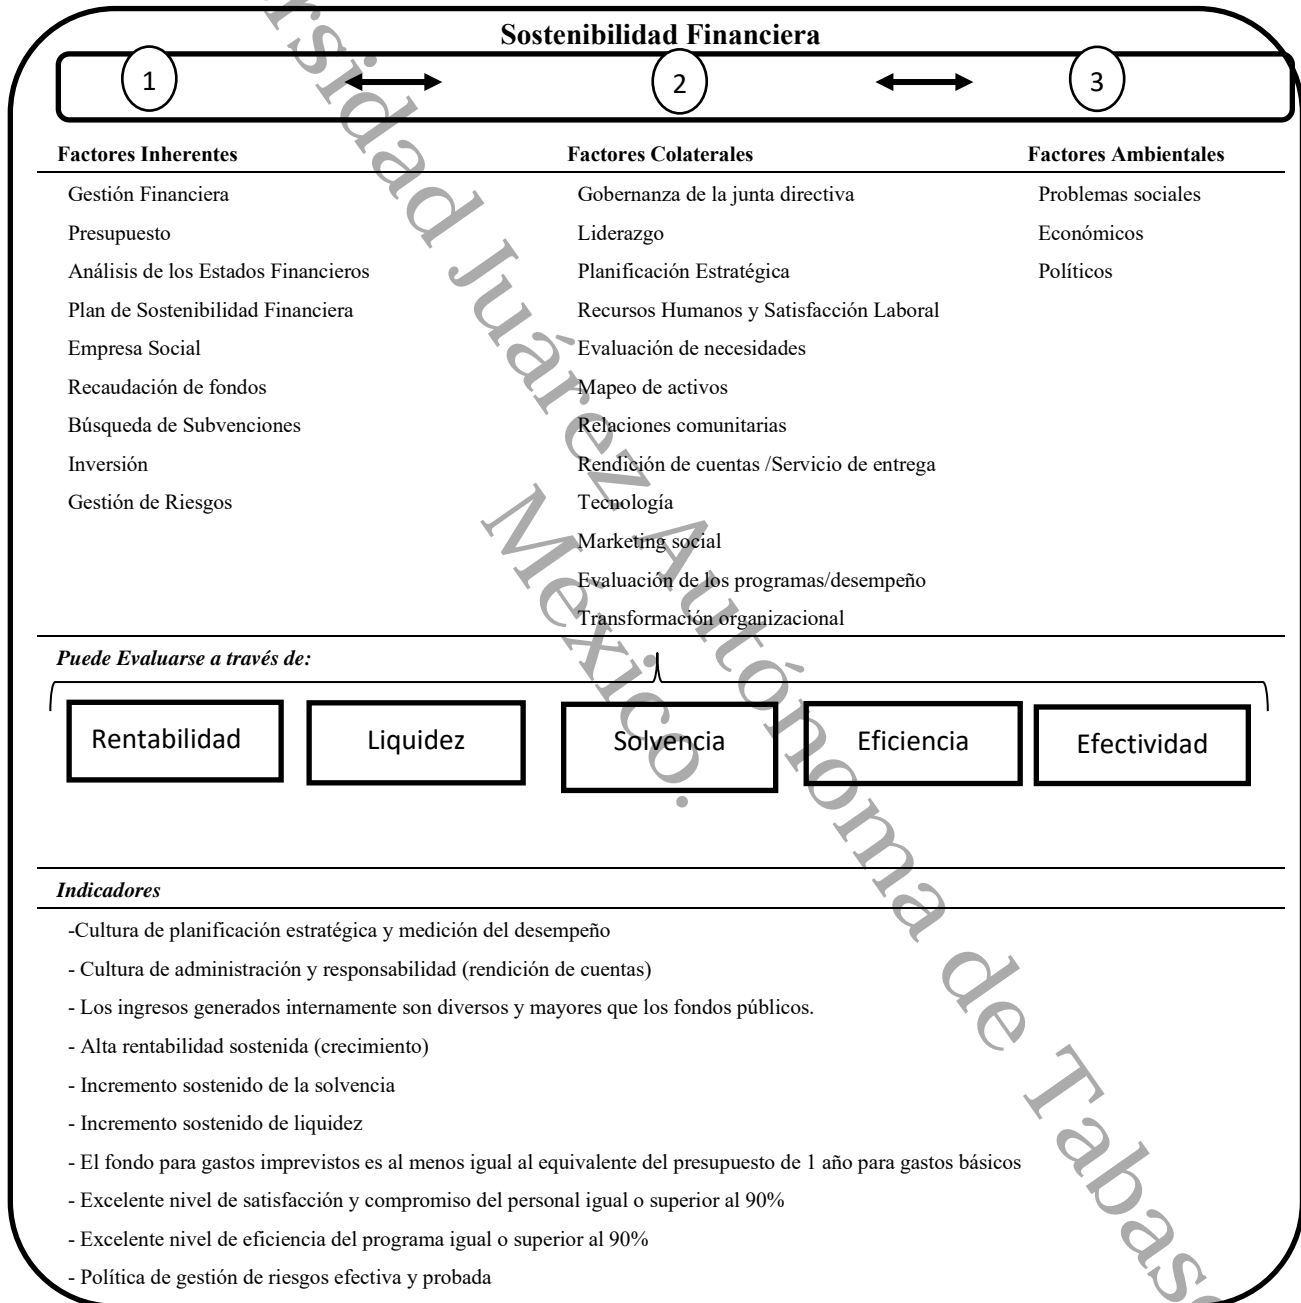 Sostenibilidad Financiera
1 2 3
Factores Inherentes Factores Colaterales Factores Ambientales
Gestión Financiera Gobernanza de la junta directiva Problemas sociales
Presupuesto Liderazgo Económicos
Análisis de los Estados Financieros Planificación Estratégica Políticos
Plan de Sostenibilidad Financiera Recursos Humanos y Satisfacción Laboral
Empresa Social Evaluación de necesidades
Recaudación de fondos Mapeo de activos
Búsqueda de Subvenciones Relaciones comunitarias
Inversión Rendición de cuentas /Servicio de entrega
Gestión de Riesgos Tecnología
Marketing social
Evaluación de los programas/desempeño
Transformación organizacional
Puede Evaluarse a través de:
Rentabilidad Liquidez Solvencia Eficiencia Efectividad
Indicadores
-Cultura de planificación estratégica y medición del desempeño
- Cultura de administración y responsabilidad (rendición de cuentas)
- Los ingresos generados internamente son diversos y mayores que los fondos públicos.
- Alta rentabilidad sostenida (crecimiento)
- Incremento sostenido de la solvencia
- Incremento sostenido de liquidez
- El fondo para gastos imprevistos es al menos igual al equivalente del presupuesto de 1 año para gastos básicos
- Excelente nivel de satisfacción y compromiso del personal igual o superior al 90%
- Excelente nivel de eficiencia del programa igual o superior al 90%
- Política de gestión de riesgos efectiva y probada
rsidad Juárez Autónoma de Tabas
México.